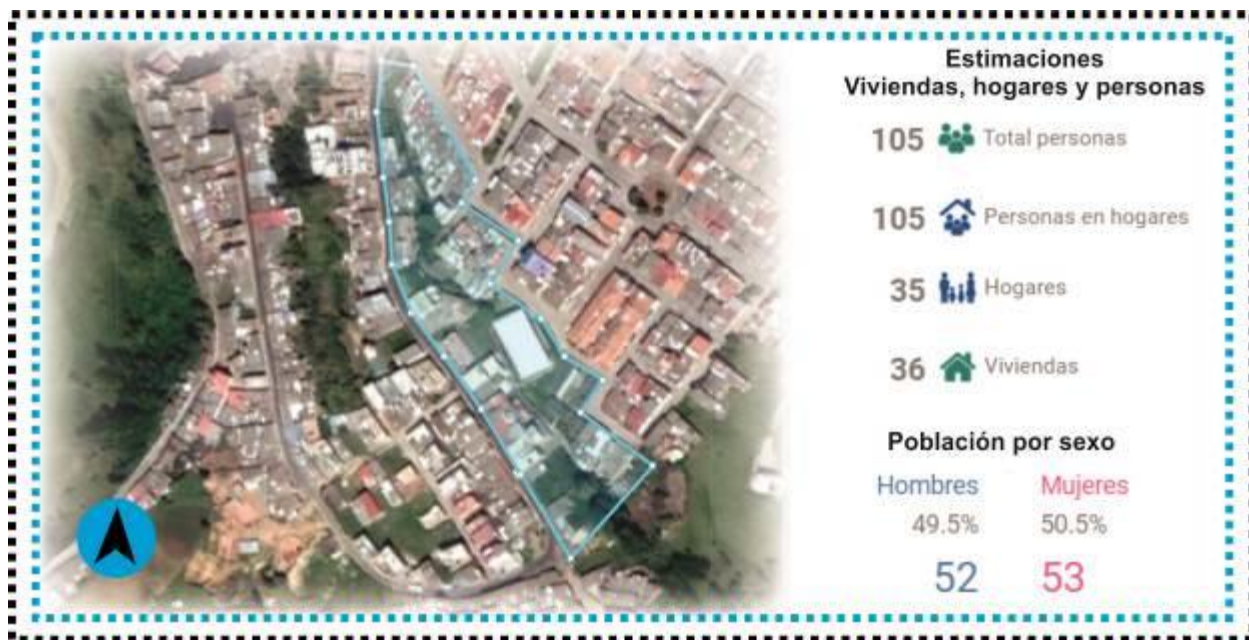 Estimaciones
Viviendas, hogares y personas
105 Total personas
105 Personas en hogares
35 Hogares
36 Viviendas
Población por sexo
Hombres Mujeres
49.5% 50.5%
52 53